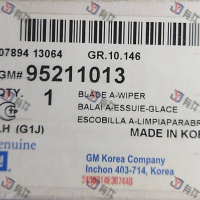 07894 13064 GR.10.146
GM# 95211013
QTY. 1 BLADE A-WIPER
BALAI A-ESSUIE-GLACE
ESCOBILLA A-LIMPIAPARABR
LH (G1J) MADE IN KOR
enuine
GM Korea Company
Inchon 403-714, Korea